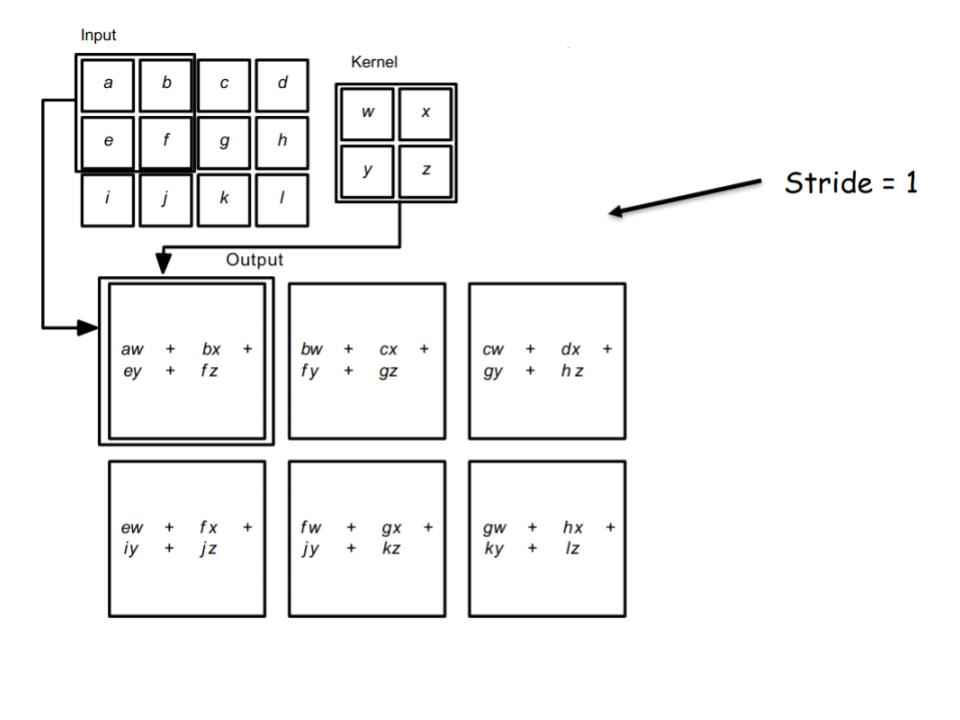 Input
Kernel
a b c d
w x
e f g h
y z
i j k l
Stride = 1
Output
aw + bx +
ey + fz
bw + cx +
fy + gz
cw + dx +
gy + hz
ew + fx +
iy + jz
fw + gx +
jy + kz
gw + hx +
ky + lz